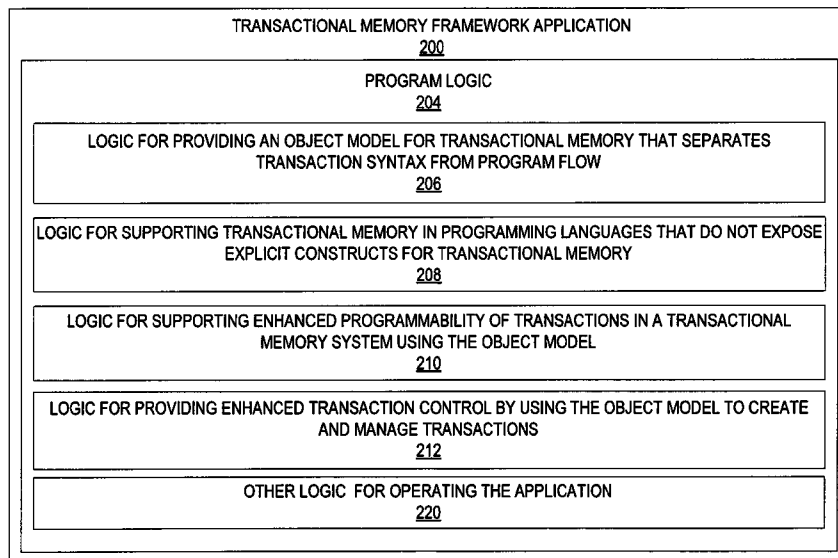 TRANSACTIONAL MEMORY FRAMEWORK APPLICATION
200
PROGRAM LOGIC
204
LOGIC FOR PROVIDING AN OBJECT MODEL FOR TRANSACTIONAL MEMORY THAT SEPARATES
TRANSACTION SYNTAX FROM PROGRAM FLOW
206
LOGIC FOR SUPPORTING TRANSACTIONAL MEMORY IN PROGRAMMING LANGUAGES THAT DO NOT EXPOSE
EXPLICIT CONSTRUCTS FOR TRANSACTIONAL MEMORY
208
LOGIC FOR SUPPORTING ENHANCED PROGRAMMABILITY OF TRANSACTIONS IN A TRANSACTIONAL
MEMORY SYSTEM USING THE OBJECT MODEL
210
LOGIC FOR PROVIDING ENHANCED TRANSACTION CONTROL BY USING THE OBJECT MODEL TO CREATE
AND MANAGE TRANSACTIONS
212
OTHER LOGIC FOR OPERATING THE APPLICATION
220